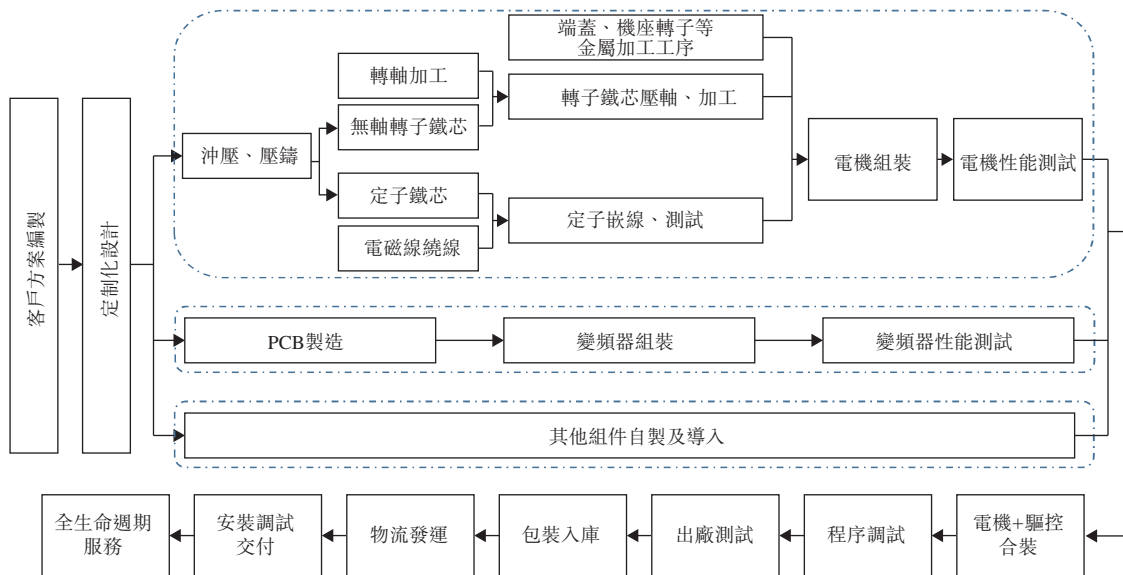 客戶方案編製
定制化設計
沖壓、壓鑄
轉軸加工
無軸轉子鐵芯
定子鐵芯
電磁線繞線
端蓋、機座轉子等
金屬加工工序
轉子鐵芯壓軸、加工
定子嵌線、測試
電機組裝
電機性能測試
PCB製造
變頻器組裝
變頻器性能測試
其他組件自製及導入
全生命週期
服務
安裝調試
交付
物流發運
包裝入庫
出廠測試
程序調試
電機+驅控
合裝